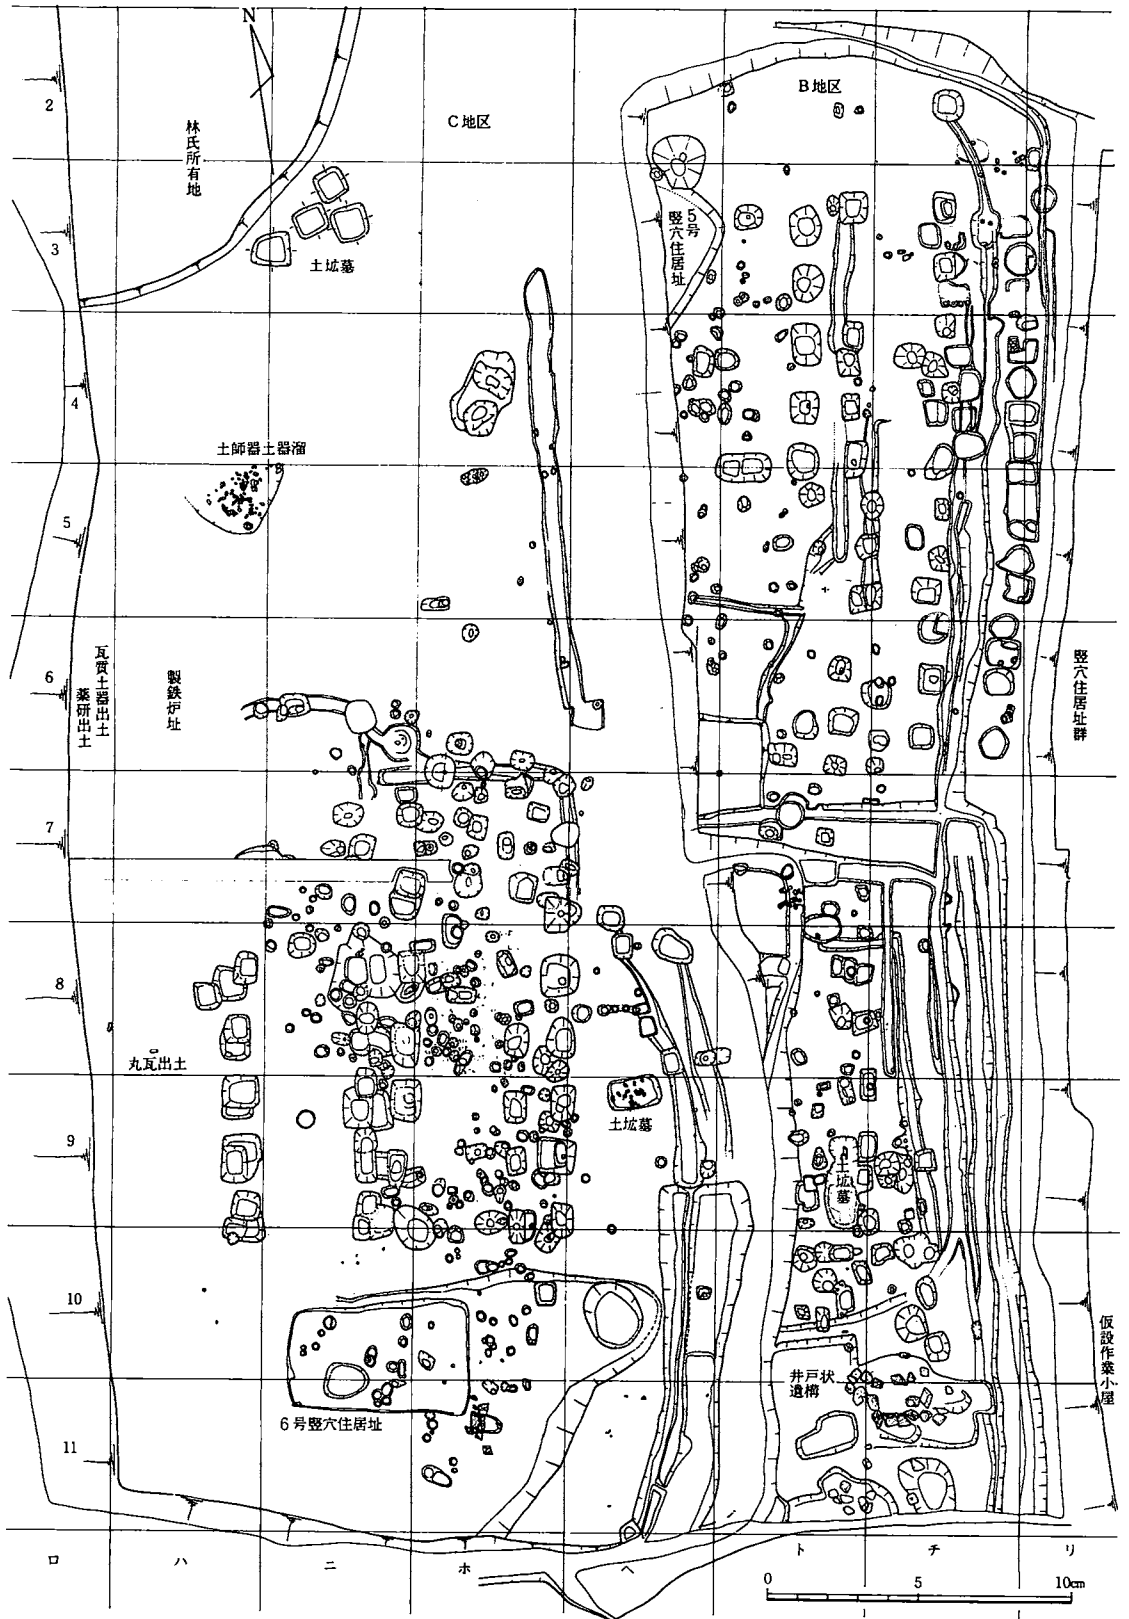 N
2
林氏所有地
C地区
B地区
3
土坛墓
5号
竪穴住居址
4
土師器土器溜
5
6
瓦質土器出土
薬研出土
製鉄炉址
竪穴住居址群
7
8
丸瓦出土
9
土坛墓
土坛墓
10
井戸状
遺構
仮設作業小屋
6号竪穴住居址
11
ロ
ハ
ニ
ホ
ヘ
ト
チ
リ
0
5
10cm